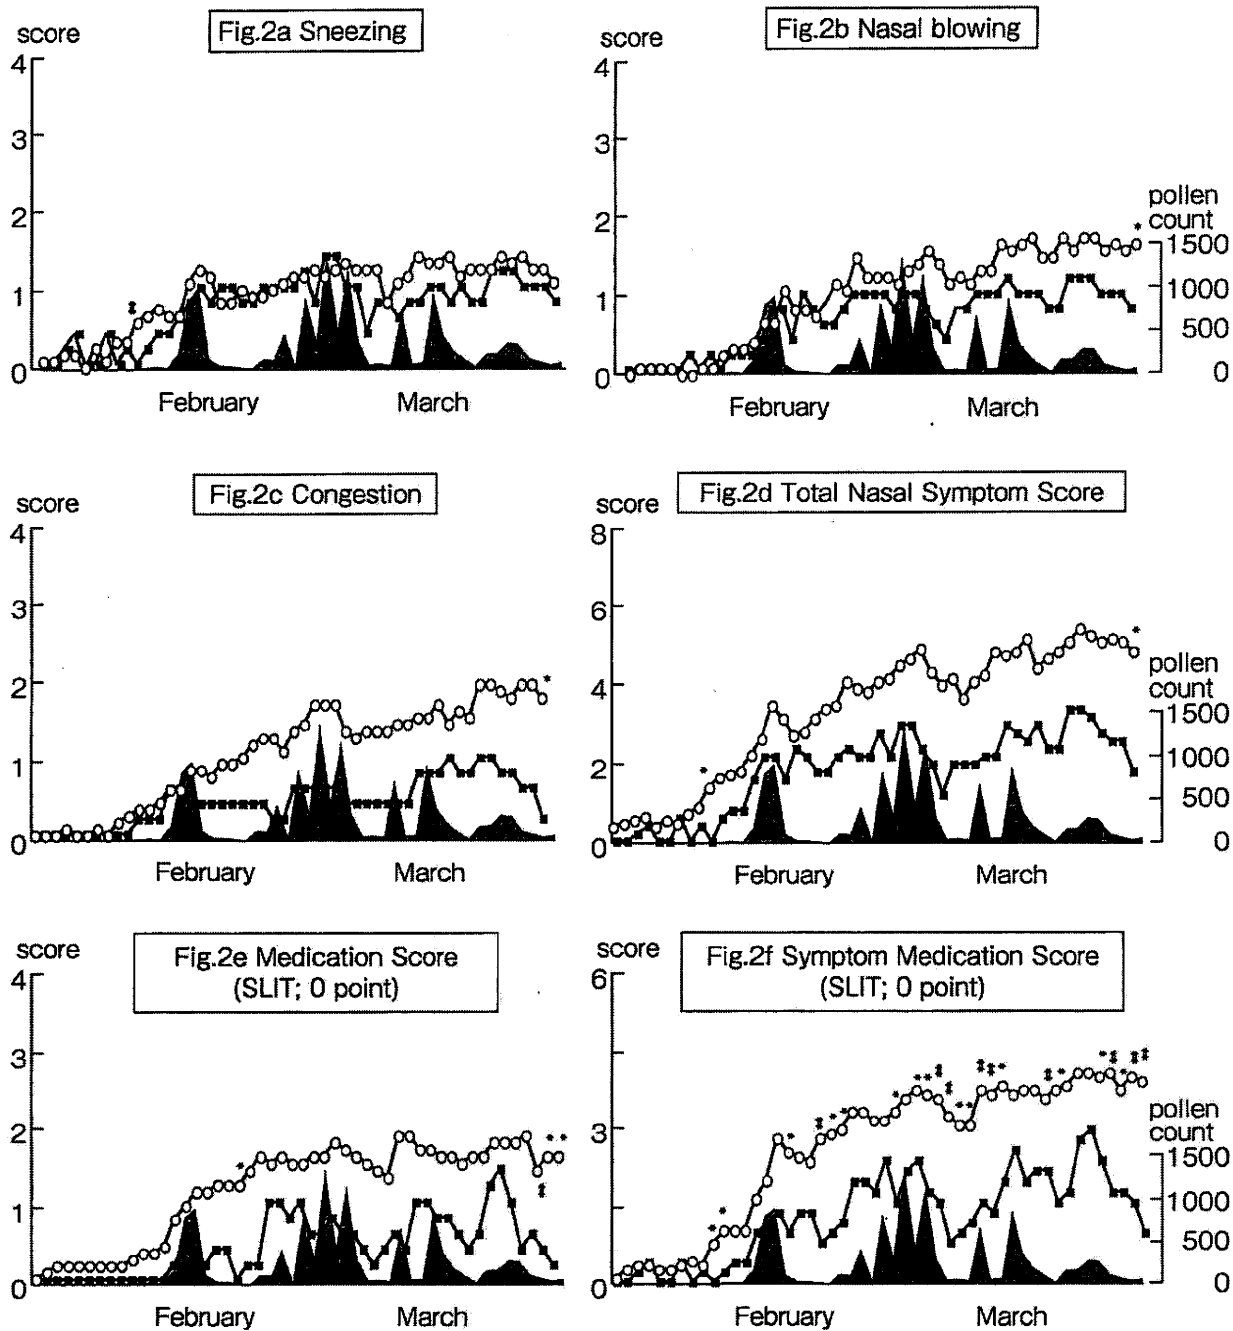 Fig.2a Sneezing
score
4
3
2
1
0
February
March
Fig.2b Nasal blowing
score
4
3
2
1
0
*
pollen
count
1500
1000
500
0
February
March
Fig.2c Congestion
score
4
3
2
1
0
*
February
March
Fig.2d Total Nasal Symptom Score
score
8
6
4
2
0
*
*
pollen
count
1500
1000
500
0
February
March
Fig.2e Medication Score
(SLIT; 0 point)
score
4
3
2
1
0
*
* *
February
March
Fig.2f Symptom Medication Score
(SLIT; 0 point)
score
6
3
0
pollen
count
1500
1000
500
0
February
March